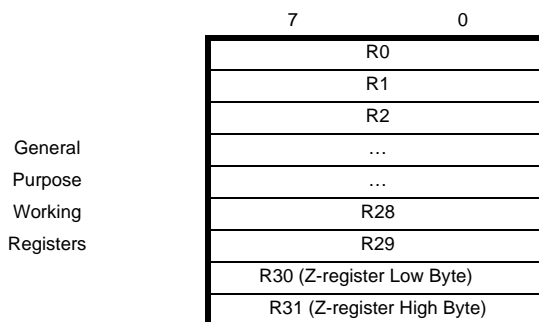 7 0
R0
R1
R2
General …
Purpose …
Working R28
Registers R29
R30 (Z-register Low Byte)
R31 (Z-register High Byte)